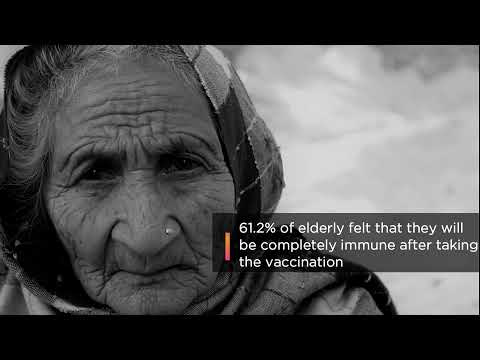 61.2% of elderly felt that they will
be completely immune after taking
the vaccination